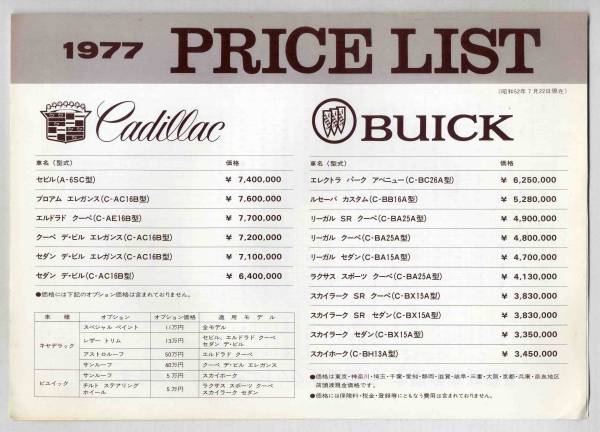 1977 PRICE LIST
(昭和52年7月22日現在)
Cadillac
車名(型式) 価格
セビル(A-6SC型) ¥ 7,400,000
ブロアム エレガンス(C-AC16B型) ¥ 7,600,000
エルドラド クーペ(C-AE16B型) ¥ 7,700,000
クーペ デ・ビル エレガンス(C-AC16B型) ¥ 7,200,000
セダン デ・ビル エレガンス(C-AC16B型) ¥ 7,100,000
セダン デ・ビル(C-AC16B型) ¥ 6,400,000
●価格には下記のオプション価格は含まれておりません。
車種 オプション オプション価格 適用モデル
キャデラック
スペシャル ペイント 11万円 全モデル
レザー トリム 13万円 セビル、エルドラド クーペ
セダン デ・ビル
アストロルーフ 50万円 エルドラド クーペ
サンルーフ 40万円 クーペ デ・ビル エレガンス
ビュイック
サンルーフ 5万円 スカイホーク
チルト ステアリング
ホイール 5万円 ラクサス スポーツ クーペ
スカイラーク セダン
BUICK
車名(型式) 価格
エレクトラ パーク アベニュー(C-BC26A型) ¥ 6,250,000
ルセーバ カスタム(C-BB16A型) ¥ 5,280,000
リーガル SR クーペ(C-BA25A型) ¥ 4,900,000
リーガル クーペ(C-BA25A型) ¥ 4,800,000
リーガル セダン(C-BA15A型) ¥ 4,700,000
ラクサス スポーツ クーペ(C-BA25A型) ¥ 4,130,000
スカイラーク SR クーペ(C-BX15A型) ¥ 3,830,000
スカイラーク SR セダン(C-BX15A型) ¥ 3,830,000
スカイラーク セダン(C-BX15A型) ¥ 3,350,000
スカイホーク(C-BH13A型) ¥ 3,450,000
●価格は東京・神奈川・埼玉・千葉・愛知・静岡・滋賀・岐阜・三重・大阪・京都・兵庫・奈良地区
店頭渡現金価格です。
●価格には保険料・税金・登録等にともなう費用は含まれておりません。